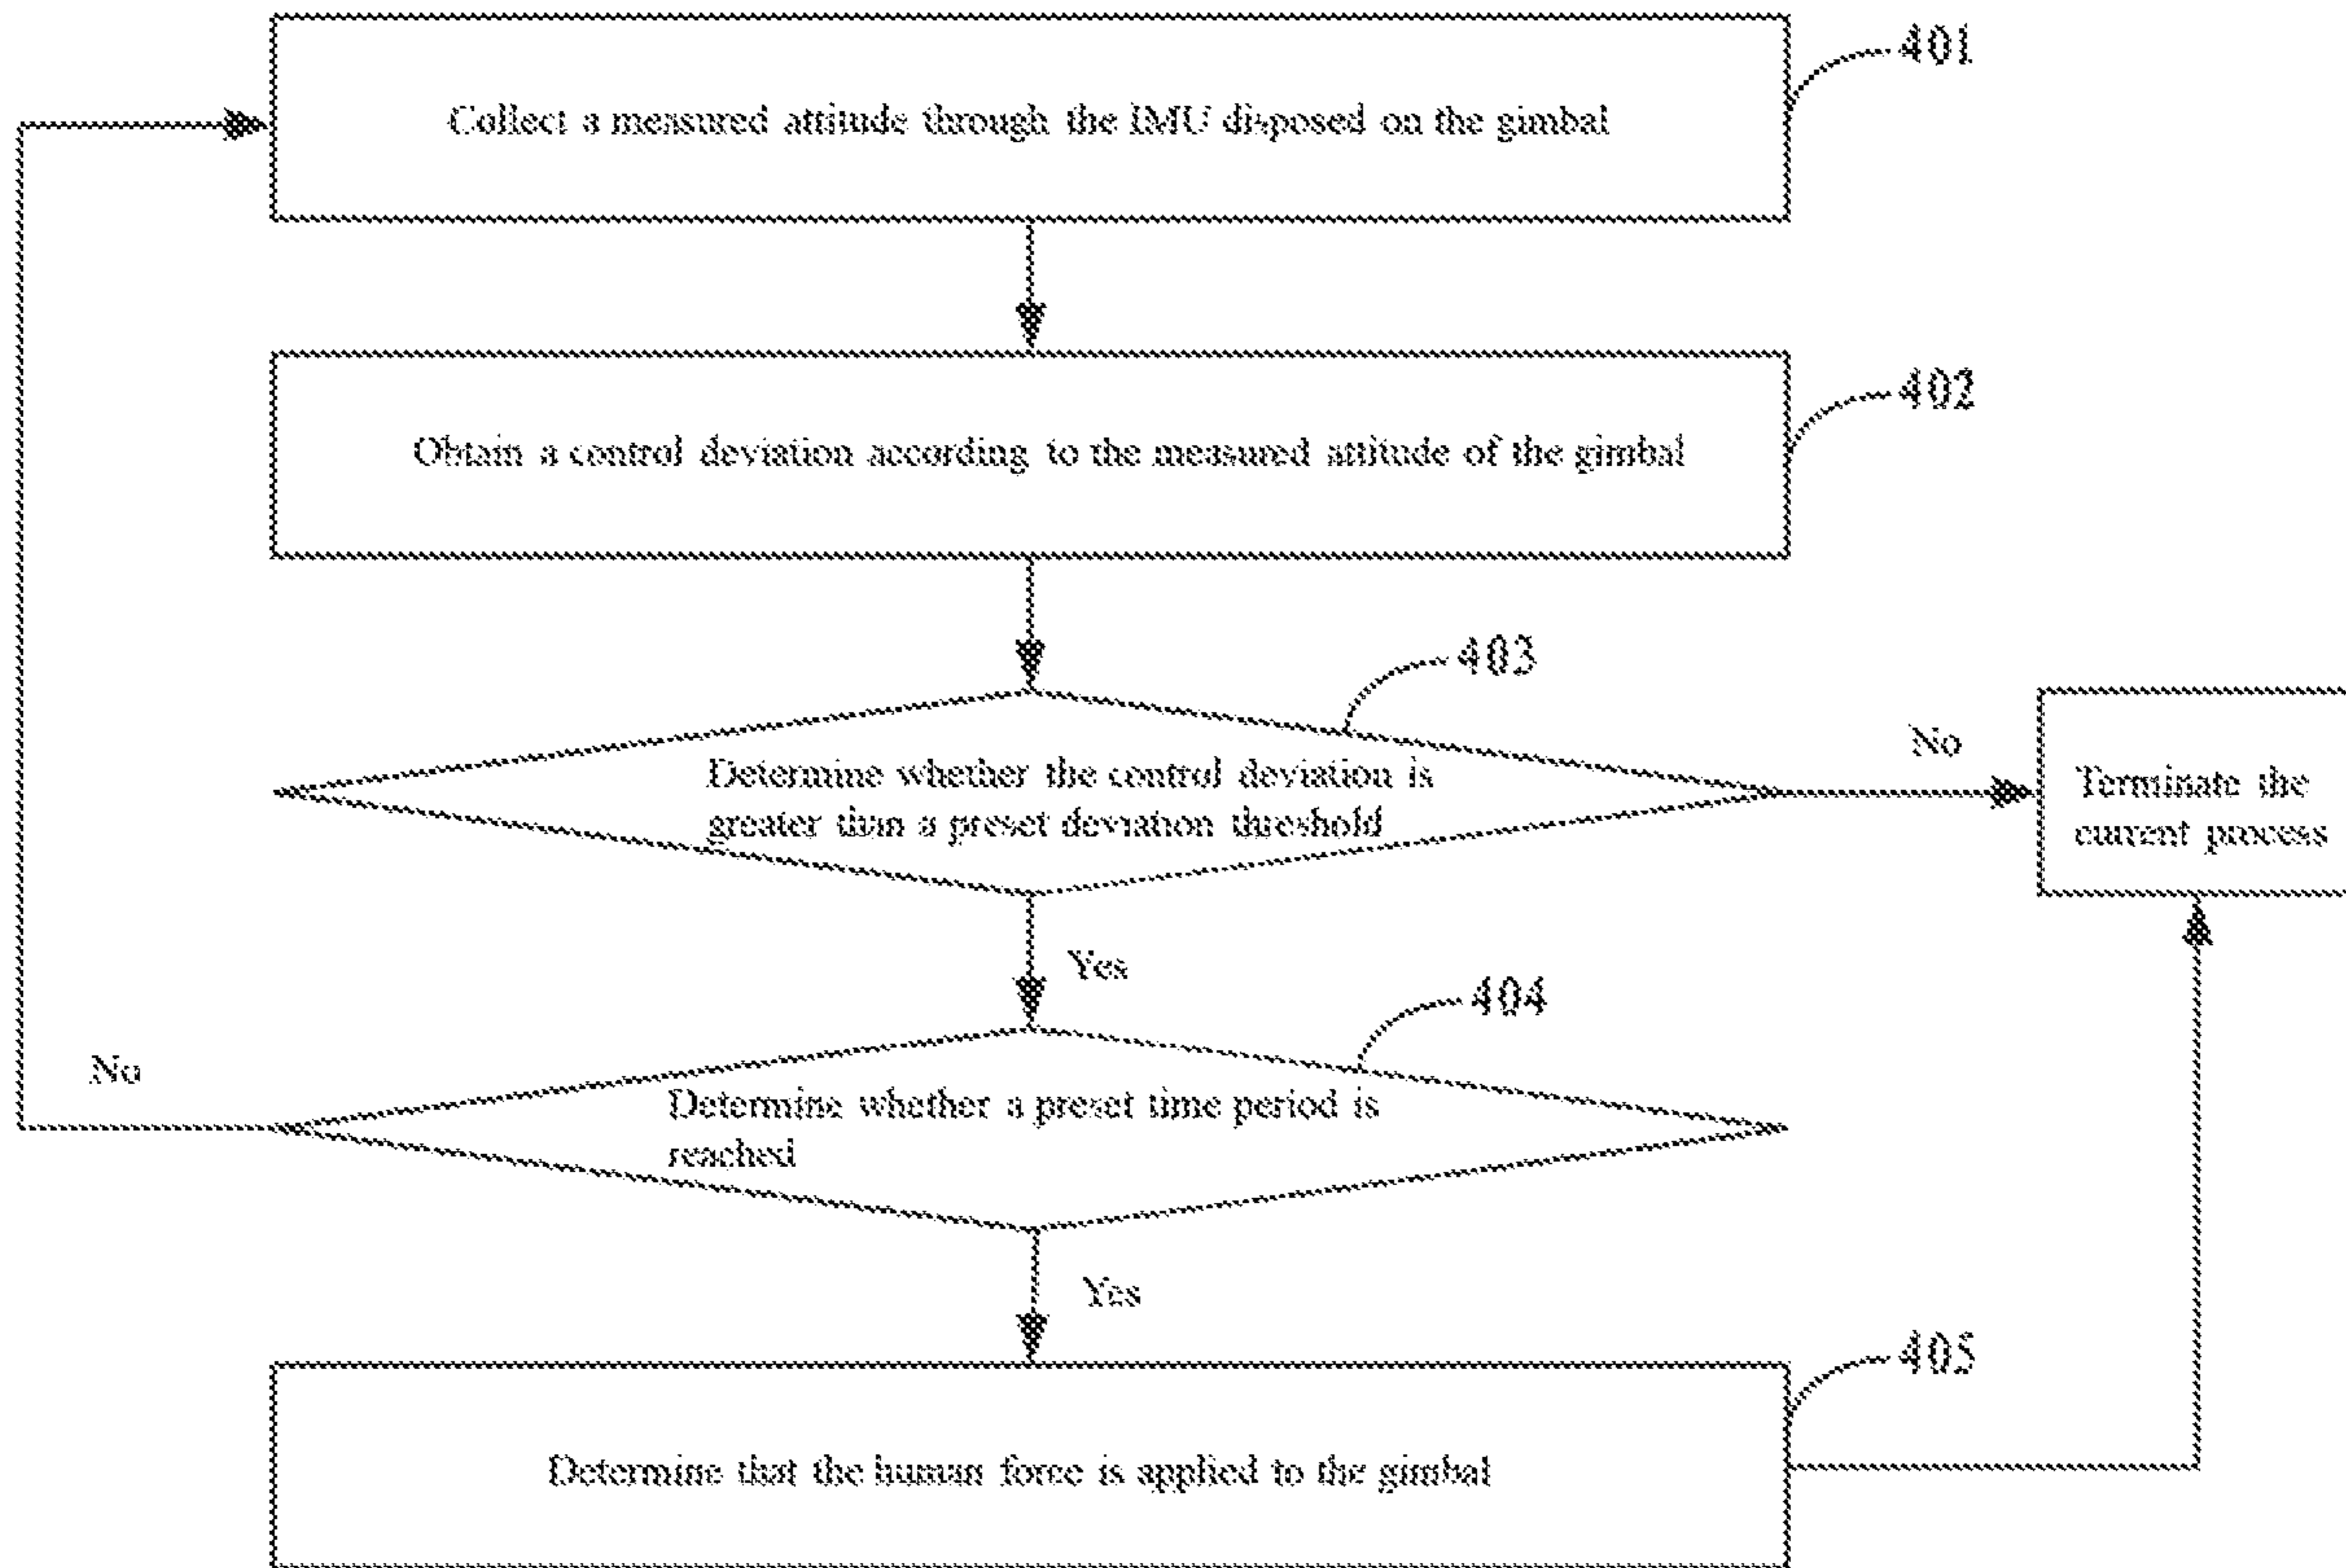 401
Collect a measured attitude through the IMU disposed on the gimbal
402
Obtain a control deviation according to the measured attitude of the gimbal
403
Determine whether the control deviation is
greater than a preset deviation threshold
No
Terminate the
current process
Yes
404
No
Determine whether a preset time period is
reached
Yes
405
Determine that the human force is applied to the gimbal